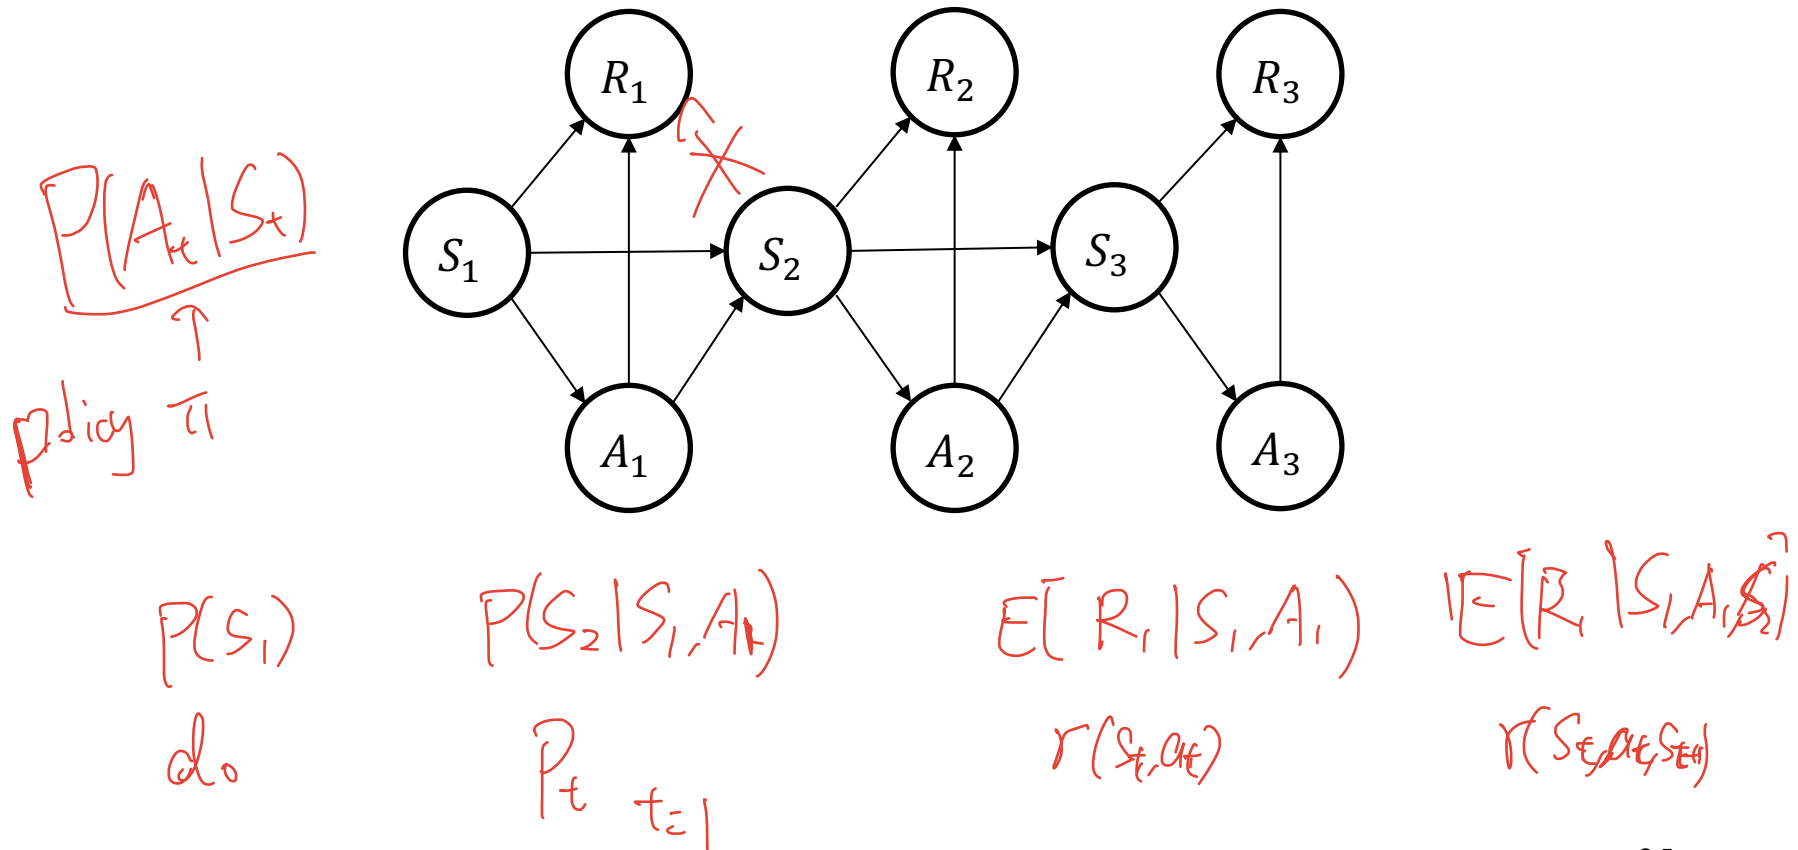 R₁ R₂ R₃
P(Aₜ|Sₜ)
S₁ S₂ S₃
policy π
A₁ A₂ A₃
P(S₁) P(S₂|S₁,A₁) E[R₁|S₁,A₁) E[R₁|S₁,A₁,S₂]
d₀ Pₜ t=1 r(sₜ,aₜ) r(sₜ,aₜ,sₜ₊₁)